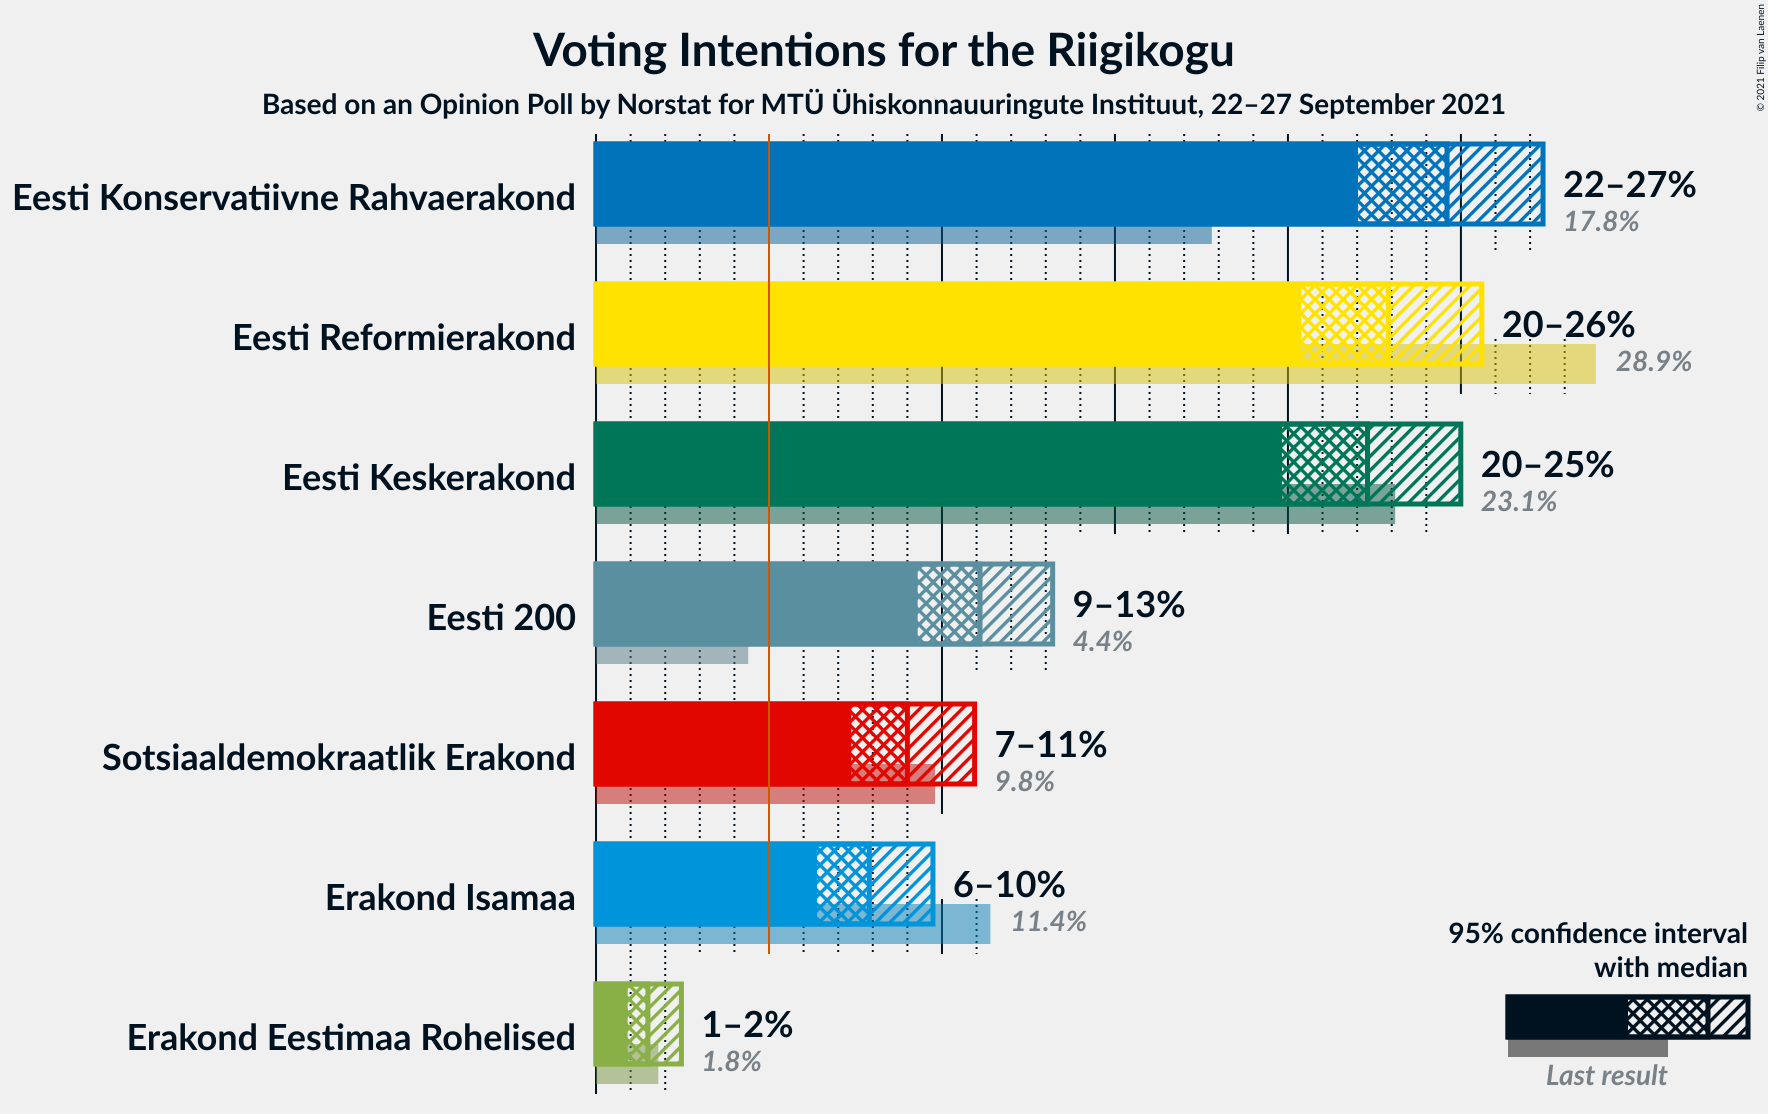 Voting Intentions for the Riigikogu
Based on an Opinion Poll by Norstat for MTÜ Ühiskonnauuringute Instituut, 22–27 September 2021
© 2021 Filip van Laenen
Eesti Konservatiivne Rahvaerakond
22–27%
17.8%
Eesti Reformierakond
20–26%
28.9%
Eesti Keskerakond
20–25%
23.1%
Eesti 200
9–13%
4.4%
Sotsiaaldemokraatlik Erakond
7–11%
9.8%
Erakond Isamaa
6–10%
11.4%
Erakond Eestimaa Rohelised
1–2%
1.8%
95% confidence interval
with median
Last result